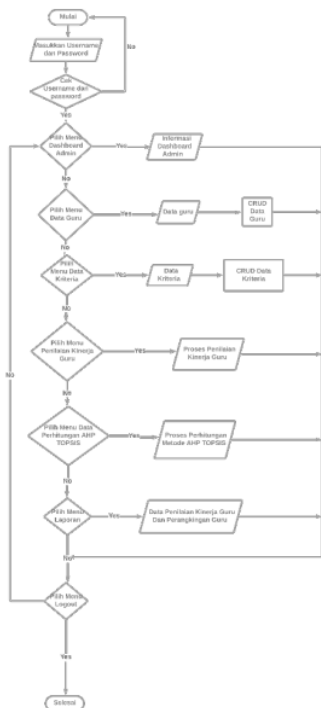 Mulai
Masukkan Username
dan Password
No
Cek
Username dan
password
Yes
Pilih Menu
Dashboard
Admin
Yes
Informasi
Dashboard
Admin
No
Pilih Menu
Data Guru
Yes
Data guru
CRUD
Data
Guru
No
Pilih
Menu Data
Kriteria
Yes
Data
Kriteria
CRUD Data
Kriteria
No
Pilih Menu
Penilaian Kinerja
Guru
Yes
Proses Penilaian
Kinerja Guru
No
No
Pilih Menu Data
Perhitungan AHP
TOPSIS
Yes
Proses Perhitungan
Metode AHP TOPSIS
No
Pilih Menu
Laporan
Yes
Data Penilaian Kinerja Guru
Dan Perangkingan Guru
No
Pilih Menu
Logout
Yes
Selesai